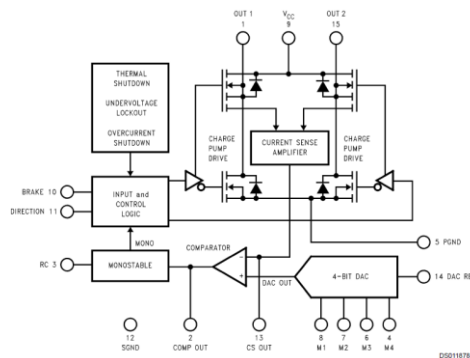 OUT 1
1
VCC
9
OUT 2
15
THERMAL
SHUTDOWN
UNDERVOLTAGE
LOCKOUT
OVERCURRENT
SHUTDOWN
CHARGE
PUMP
DRIVE
CURRENT SENSE
AMPLIFIER
CHARGE
PUMP
DRIVE
BRAKE 10
DIRECTION 11
INPUT and
CONTROL
LOGIC
MONO
5 PGND
RC 3
MONOSTABLE
COMPARATOR
-
+
DAC OUT
4-BIT DAC
14 DAC RE
12
SGND
2
COMP OUT
13
CS OUT
8
M1
7
M2
6
M3
4
M4